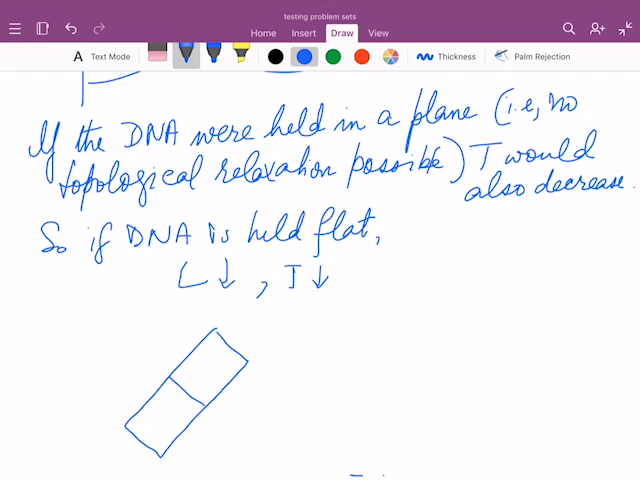 testing problem sets
Home Insert Draw View
A Text Mode Thickness Palm Rejection
If the DNA were held in a plane (i.e, no
topological relaxation possible) T would
also decrease.
So if DNA is held flat,
L↓, T↓